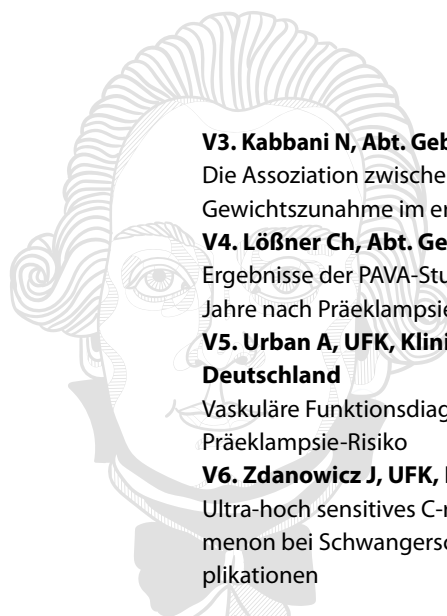 V3. Kabbani N, Abt. Geb
Die Assoziation zwische
Gewichtszunahme im er
V4. Lößner Ch, Abt. Ge
Ergebnisse der PAVA-Stu
Jahre nach Präeklampsie
V5. Urban A, UFK, Klini
Deutschland
Vaskuläre Funktionsdiag
Präeklampsie-Risiko
V6. Zdanowicz J, UFK,
Ultra-hoch sensitives C-r
menon bei Schwangersc
plikationen